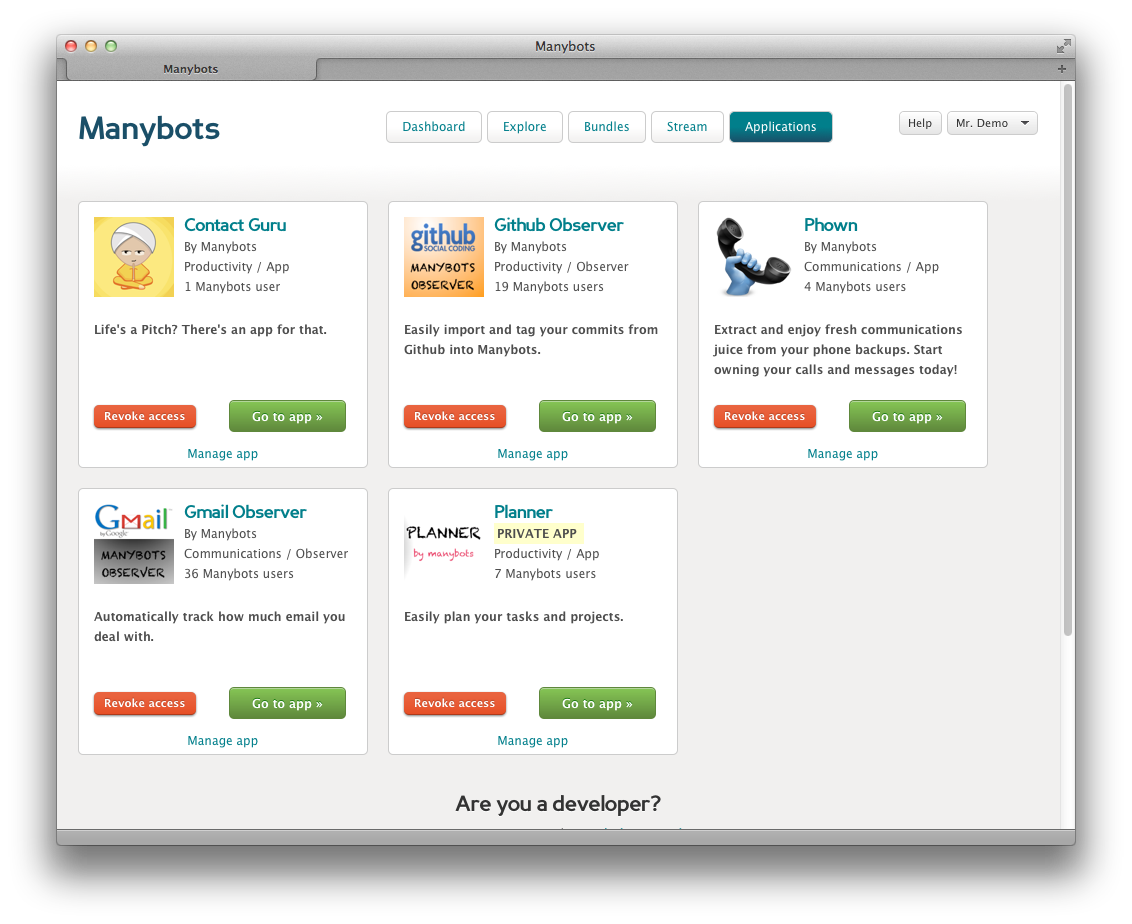 Manybots
Manybots
Manybots
Dashboard
Explore
Bundles
Stream
Applications
Help
Mr. Demo
Contact Guru
By Manybots
Productivity / App
1 Manybots user
Life's a Pitch? There's an app for that.
Revoke access
Go to app »
Manage app
github
SOCIAL CODING
MANYBOTS
OBSERVER
Github Observer
By Manybots
Productivity / Observer
19 Manybots users
Easily import and tag your commits from
Github into Manybots.
Revoke access
Go to app »
Manage app
Phown
By Manybots
Communications / App
4 Manybots users
Extract and enjoy fresh communications
juice from your phone backups. Start
owning your calls and messages today!
Revoke access
Go to app »
Manage app
Gmail
by Google
MANYBOTS
OBSERVER
Gmail Observer
By Manybots
Communications / Observer
36 Manybots users
Automatically track how much email you
deal with.
Revoke access
Go to app »
Manage app
PLANNER
by manybots
Planner
PRIVATE APP
Productivity / App
7 Manybots users
Easily plan your tasks and projects.
Revoke access
Go to app »
Manage app
Are you a developer?